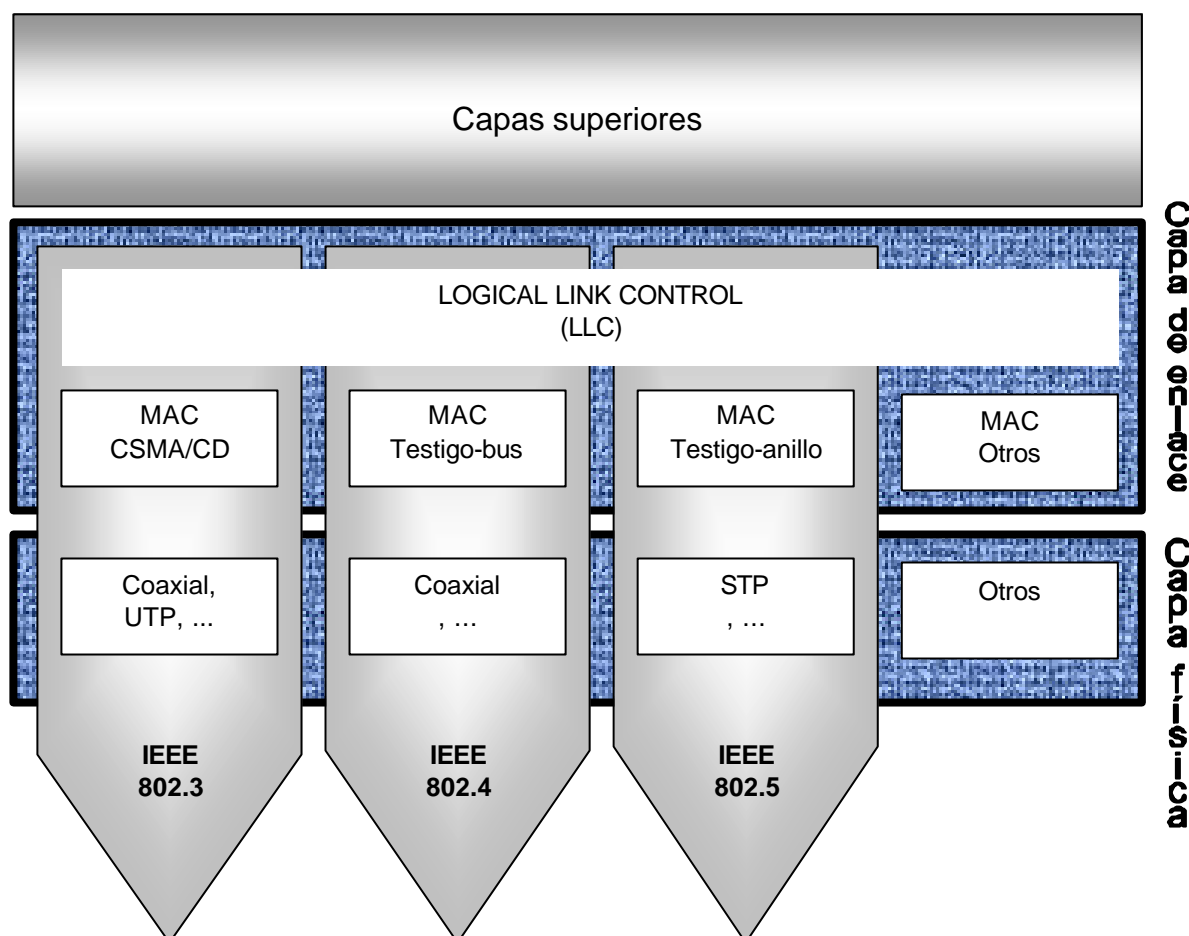 Capas superiores
LOGICAL LINK CONTROL
(LLC)
MAC
CSMA/CD
MAC
Testigo-bus
MAC
Testigo-anillo
MAC
Otros
Capa de enlace
Coaxial,
UTP, ...
Coaxial
, ...
STP
, ...
Otros
Capa física
IEEE
802.3
IEEE
802.4
IEEE
802.5